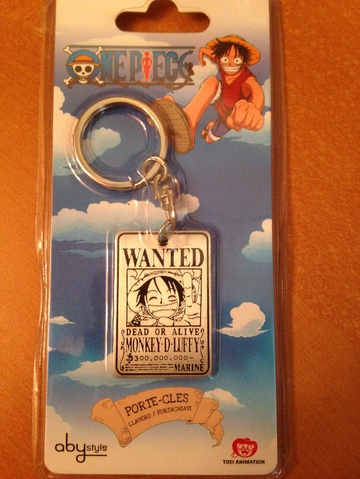 ONE PIECE
WANTED
DEAD OR ALIVE
MONKEY·D·LUFFY
300,000,000-
MARINE
PORTE-CLES
LLAVERO / PORTACHIAVI
abystyle
TOEI ANIMATION